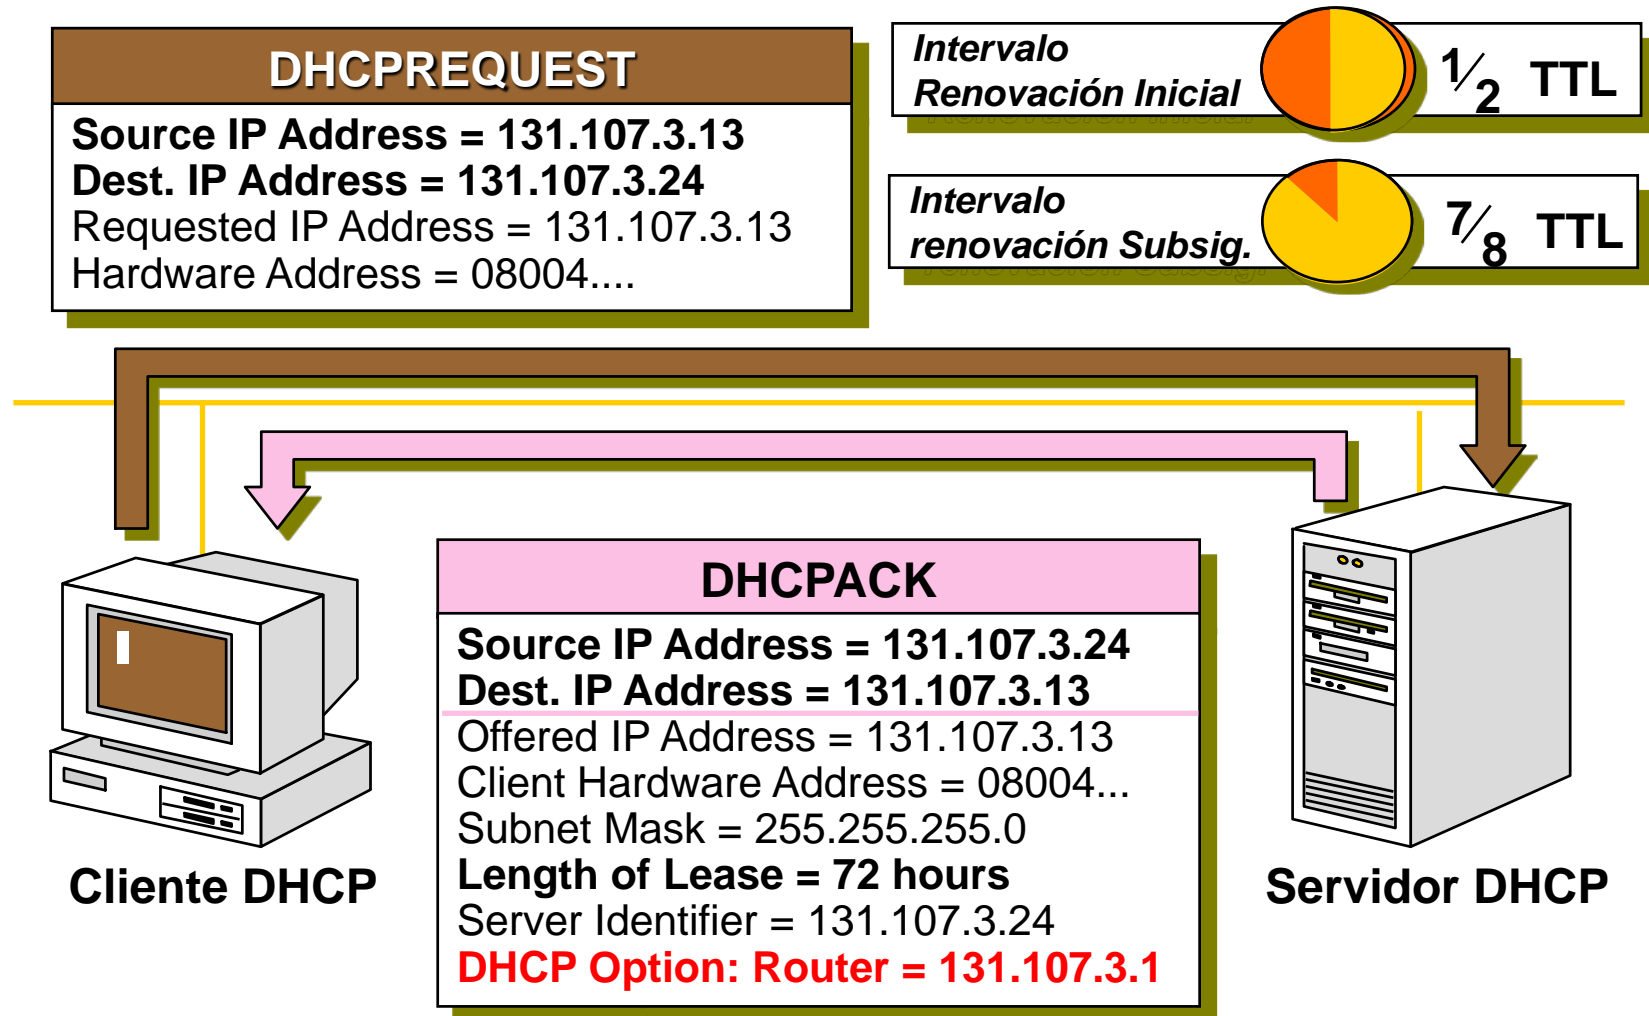 DHCPREQUEST
Source IP Address = 131.107.3.13
Dest. IP Address = 131.107.3.24
Requested IP Address = 131.107.3.13
Hardware Address = 08004....
Intervalo
Renovación Inicial
1/2 TTL
Intervalo
renovación Subsig.
7/8 TTL
DHCPACK
Source IP Address = 131.107.3.24
Dest. IP Address = 131.107.3.13
Offered IP Address = 131.107.3.13
Client Hardware Address = 08004...
Subnet Mask = 255.255.255.0
Length of Lease = 72 hours
Server Identifier = 131.107.3.24
DHCP Option: Router = 131.107.3.1
Cliente DHCP
Servidor DHCP